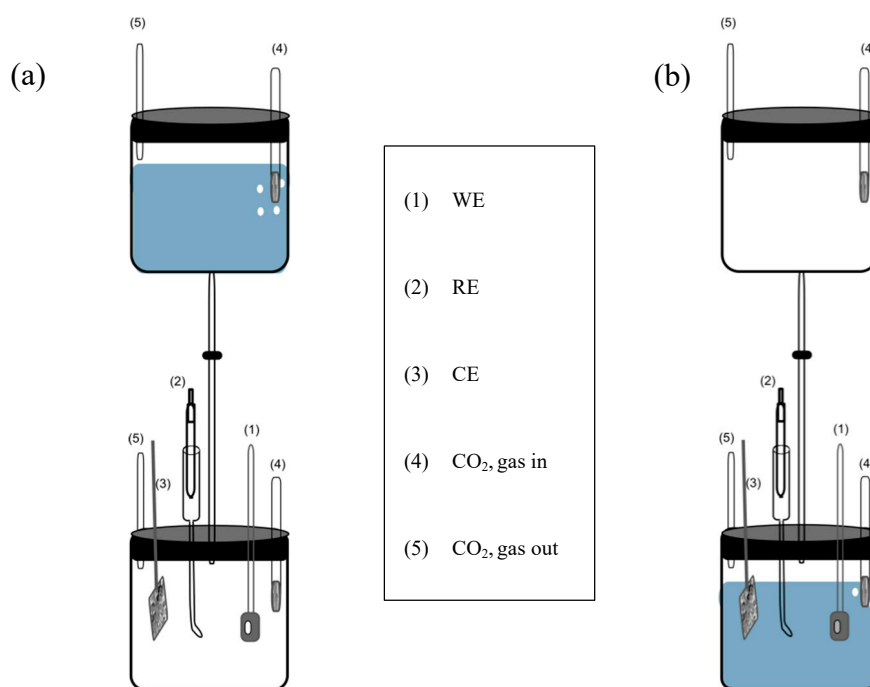 (5)
(4)
(a)
(2)
(1)
(5)
(3)
(4)
(1) WE
(2) RE
(3) CE
(4) CO₂, gas in
(5) CO₂, gas out
(5)
(4
(b)
(2)
(1)
(5)
(3)
(4